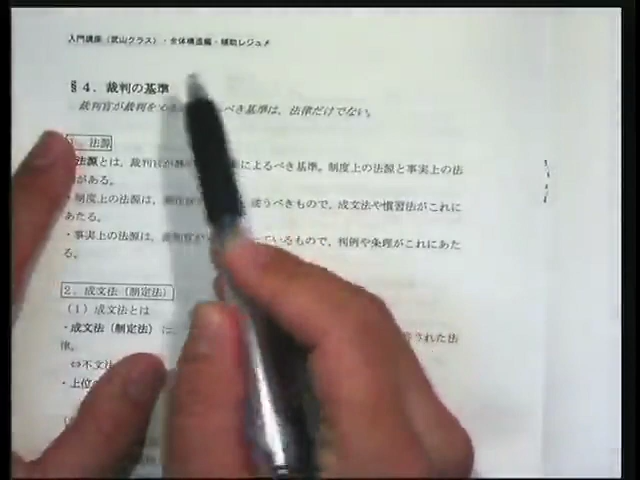 入門講座(武山クラス)・全体構造編・補助レジュメ
§4.裁判の基準
裁判官が裁判を べき基準は、法律だけでない。
1.法源
法源とは、裁判官が によるべき基準。制度上の法源と事実上の法
がある。
・制度上の法源は、 従うべきもので、成文法や慣習法がこれに
あたる。
・事実上の法源は、裁判官が ているもので、判例や条理がこれにあた
る。
2.成文法(制定法)
(1)成文法とは
・成文法(制定法)に された法
律。
⇔不文法
・上位の